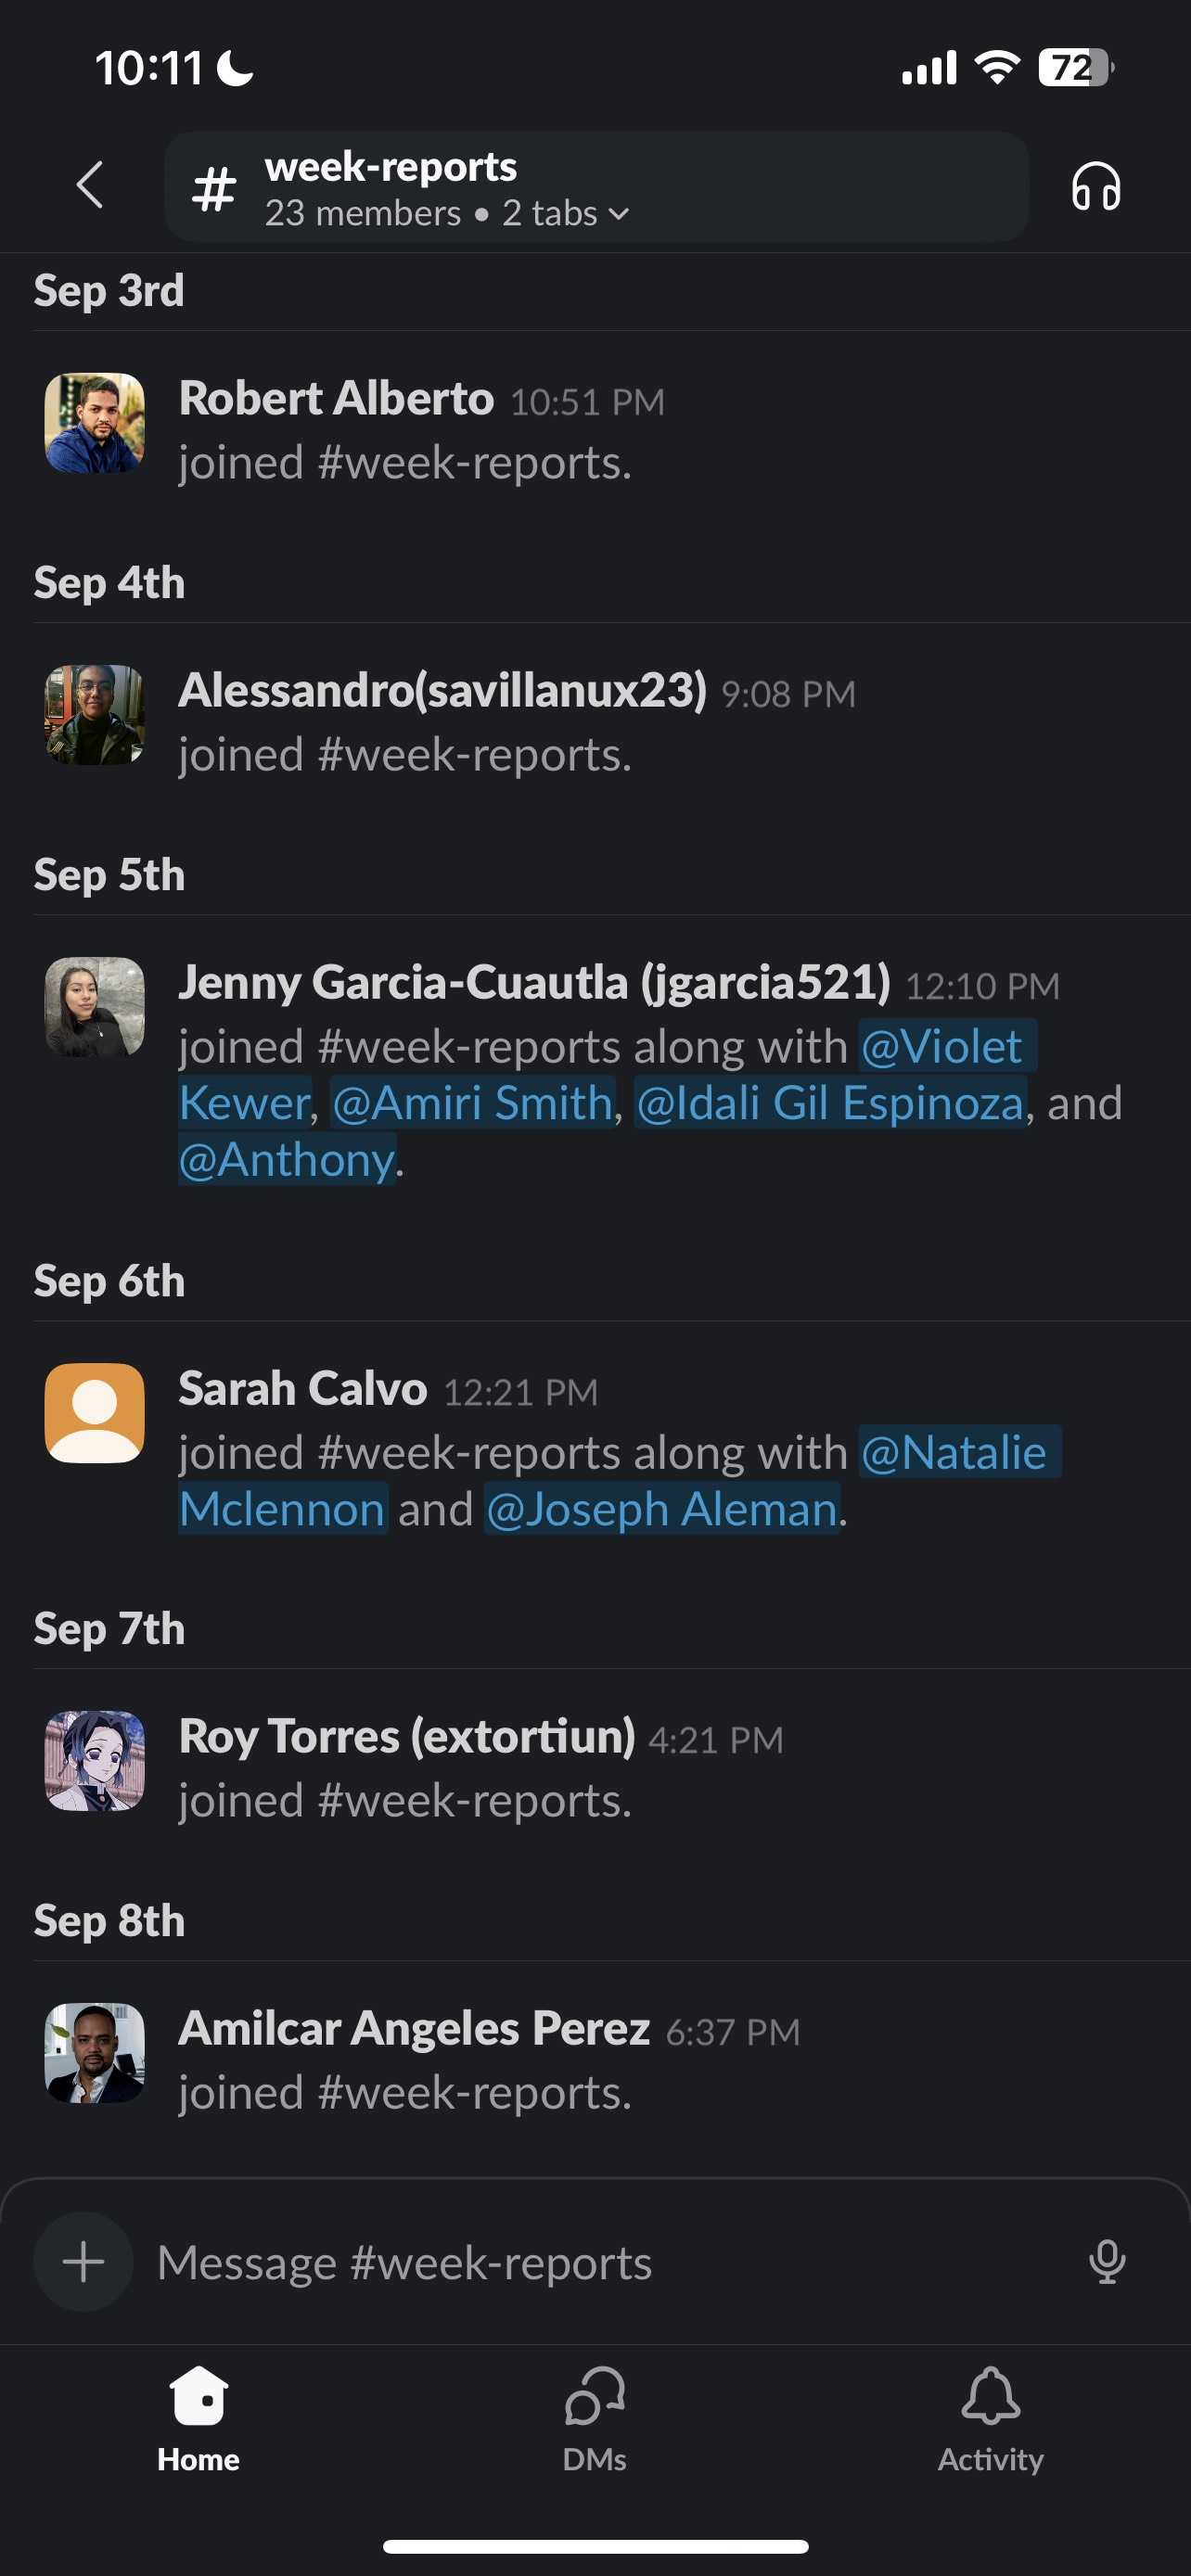 10:11
72
# week-reports
23 members • 2 tabs
Sep 3rd
Robert Alberto 10:51 PM
joined #week-reports.
Sep 4th
Alessandro(savillanux23) 9:08 PM
joined #week-reports.
Sep 5th
Jenny Garcia-Cuautla (jgarcia521) 12:10 PM
joined #week-reports along with @Violet
Kewer, @Amiri Smith, @Idali Gil Espinoza, and
@Anthony.
Sep 6th
Sarah Calvo 12:21 PM
joined #week-reports along with @Natalie
Mclennon and @Joseph Aleman.
Sep 7th
Roy Torres (extortiun) 4:21 PM
joined #week-reports.
Sep 8th
Amilcar Angeles Perez 6:37 PM
joined #week-reports.
Message #week-reports
Home
DMs
Activity